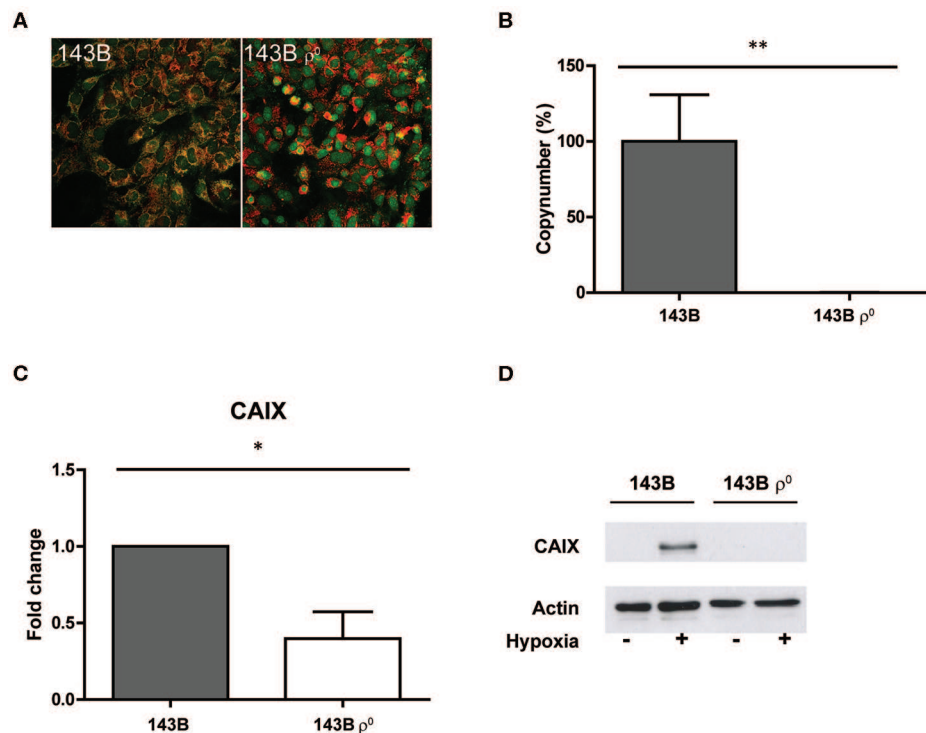 A
143B
143B ρ⁰
B
**
Copynumber (%)
150
100
50
0
143B
143B ρ⁰
C
CAIX
*
Fold change
1.5
1.0
0.5
0.0
143B
143B ρ⁰
D
143B
143B ρ⁰
CAIX
Actin
Hypoxia - + - +